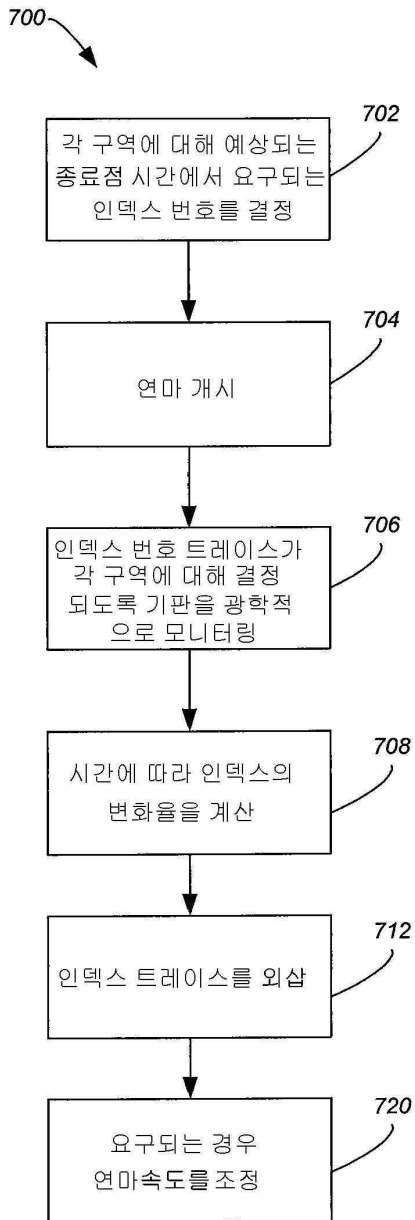 700
702
각 구역에 대해 예상되는
종료점 시간에서 요구되는
인덱스 번호를 결정
704
연마 개시
706
인덱스 번호 트레이스가
각 구역에 대해 결정
되도록 기판을 광학적
으로 모니터링
708
시간에 따라 인덱스의
변화율을 계산
712
인덱스 트레이스를 외삽
720
요구되는 경우
연마속도를 조정